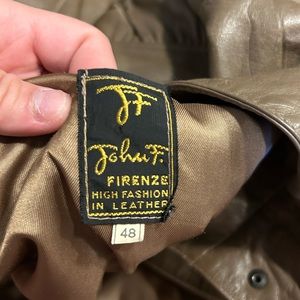 JF
John F.
FIRENZE
HIGH FASHION
IN LEATHER
48